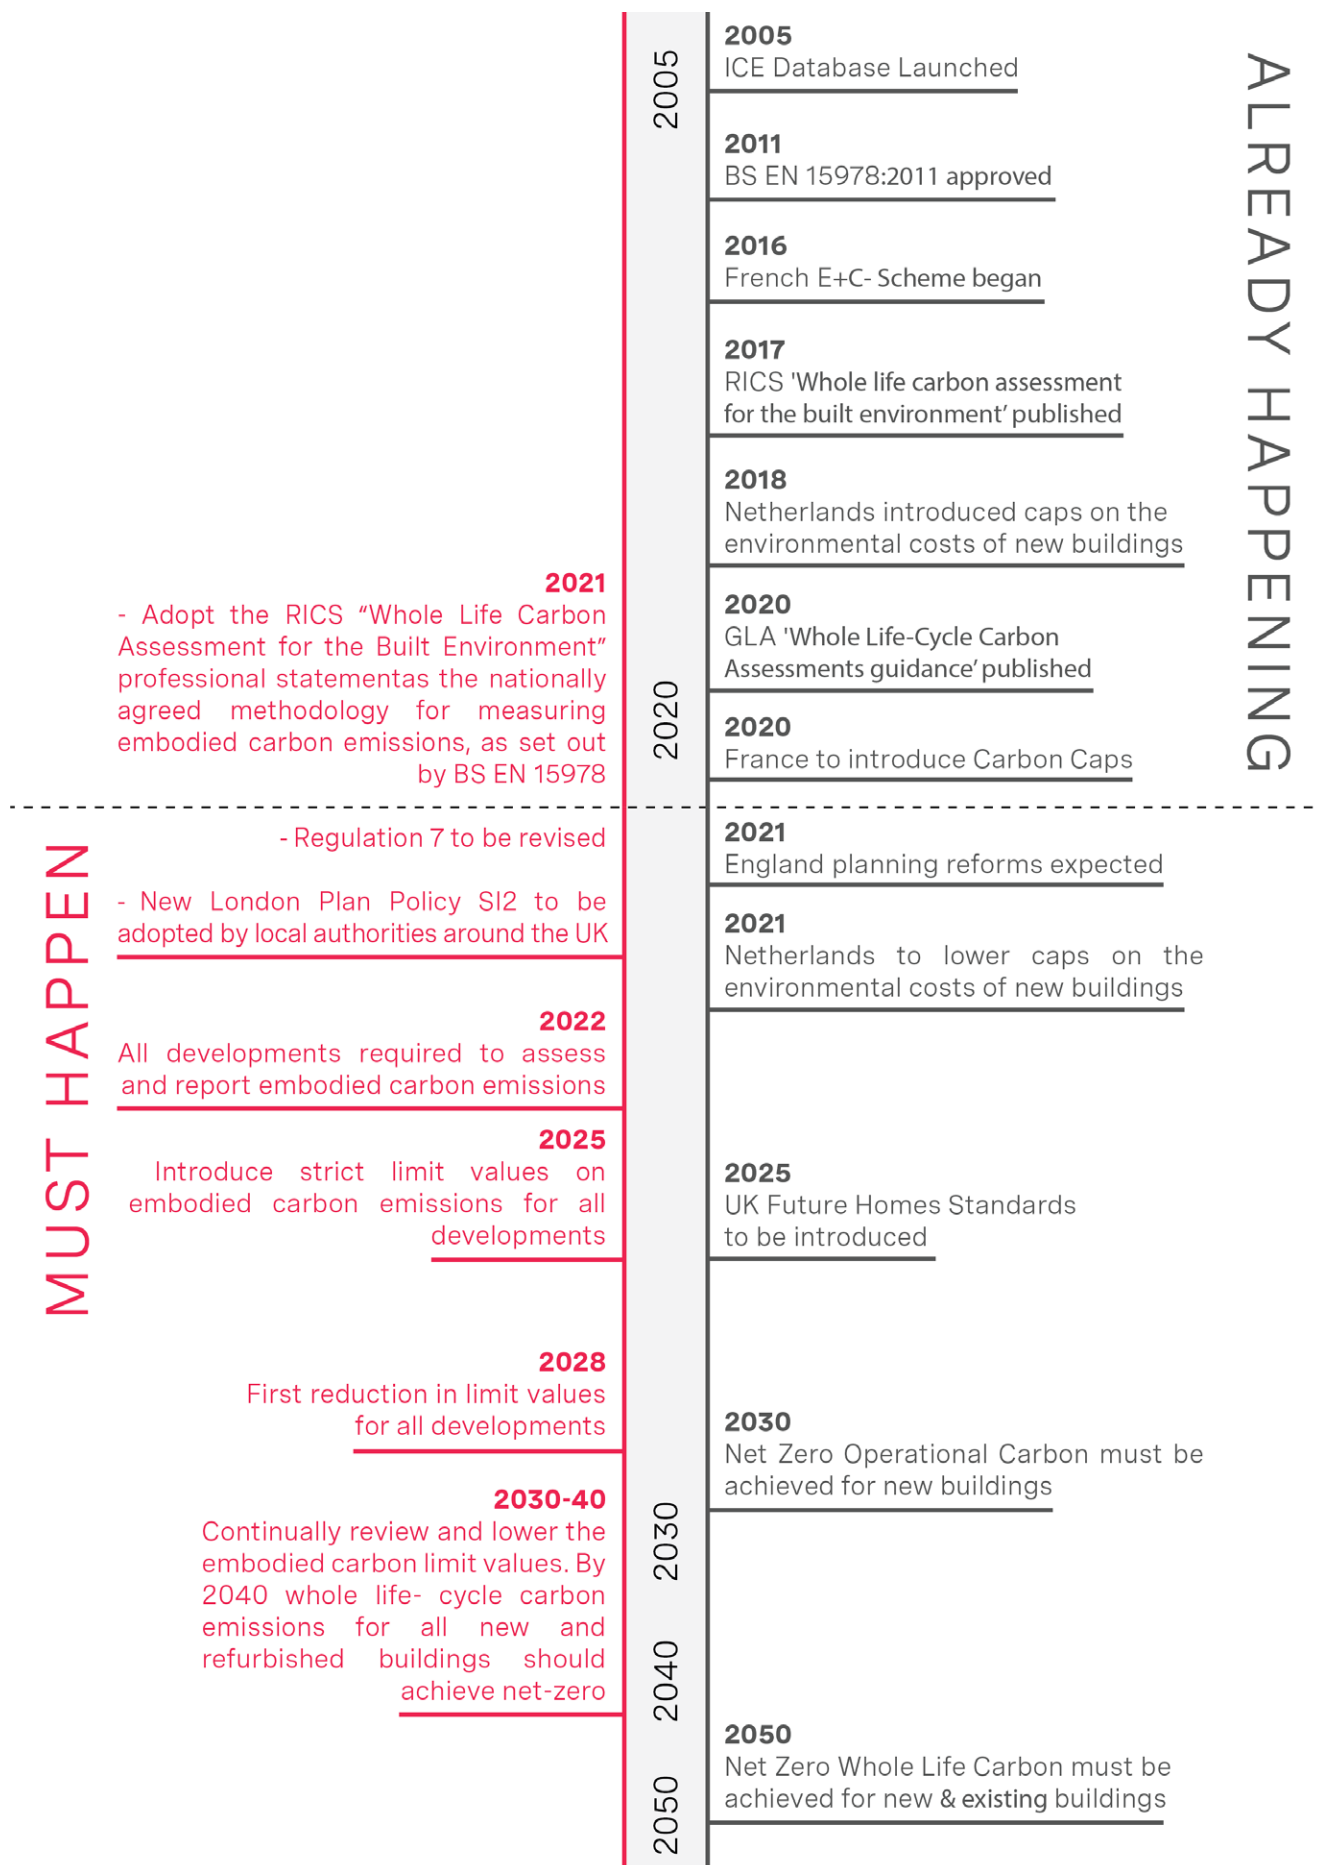 2005
ICE Database Launched
2011
BS EN 15978:2011 approved
2016
French E+C- Scheme began
2017
RICS 'Whole life carbon assessment
for the built environment’ published
2018
Netherlands introduced caps on the
environmental costs of new buildings
2020
GLA 'Whole Life-Cycle Carbon
Assessments guidance’ published
2020
France to introduce Carbon Caps
ALREADY HAPPENING
2021
England planning reforms expected
2021
Netherlands to lower caps on the
environmental costs of new buildings
2025
UK Future Homes Standards
to be introduced
2030
Net Zero Operational Carbon must be
achieved for new buildings
2050
Net Zero Whole Life Carbon must be
achieved for new & existing buildings
2005
2020
2030
2040
2050
2021
- Adopt the RICS “Whole Life Carbon
Assessment for the Built Environment”
professional statementas the nationally
agreed methodology for measuring
embodied carbon emissions, as set out
by BS EN 15978
- Regulation 7 to be revised
- New London Plan Policy SI2 to be
adopted by local authorities around the UK
2022
All developments required to assess
and report embodied carbon emissions
2025
Introduce strict limit values on
embodied carbon emissions for all
developments
2028
First reduction in limit values
for all developments
2030-40
Continually review and lower the
embodied carbon limit values. By
2040 whole life- cycle carbon
emissions for all new and
refurbished buildings should
achieve net-zero
MUST HAPPEN